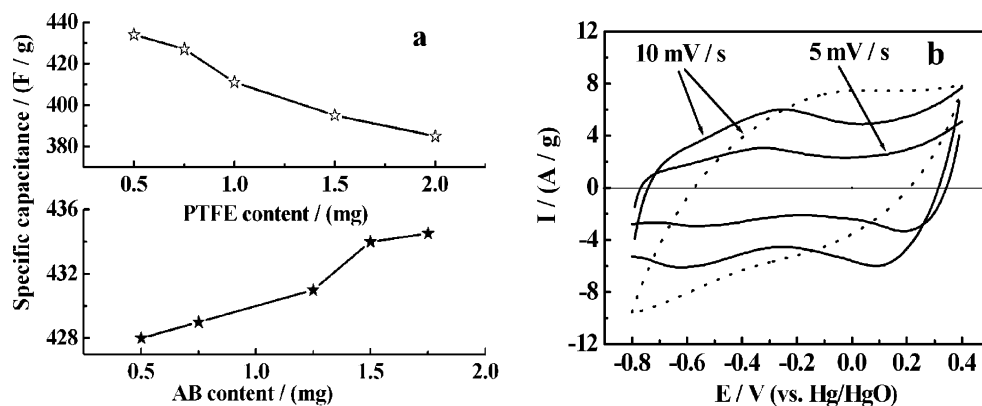 a
Specific capacitance / (F / g)
440
420
400
380
0.5 1.0 1.5 2.0
PTFE content / (mg)
436
432
428
0.5 1.0 1.5 2.0
AB content / (mg)
b
10 mV / s
5 mV / s
I / (A / g)
12
8
4
0
-4
-8
-12
-0.8 -0.6 -0.4 -0.2 0.0 0.2 0.4
E / V (vs. Hg/HgO)